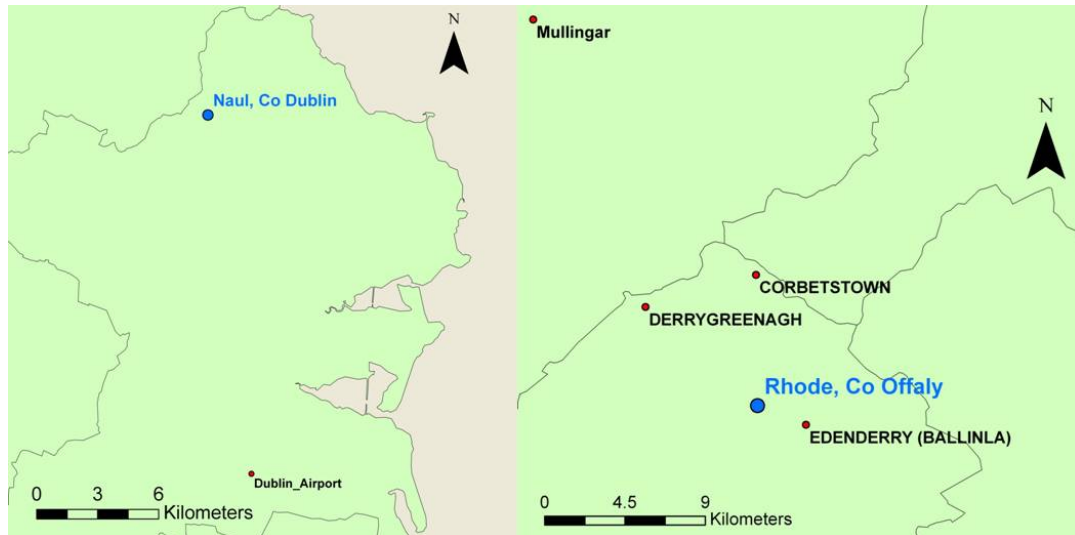 N
Naul, Co Dublin
Dublin_Airport
0 3 6
Kilometers
Mullingar
N
CORBETSTOWN
DERRYGREENAGH
Rhode, Co Offaly
EDENDERRY (BALLINLA)
0 4.5 9
Kilometers